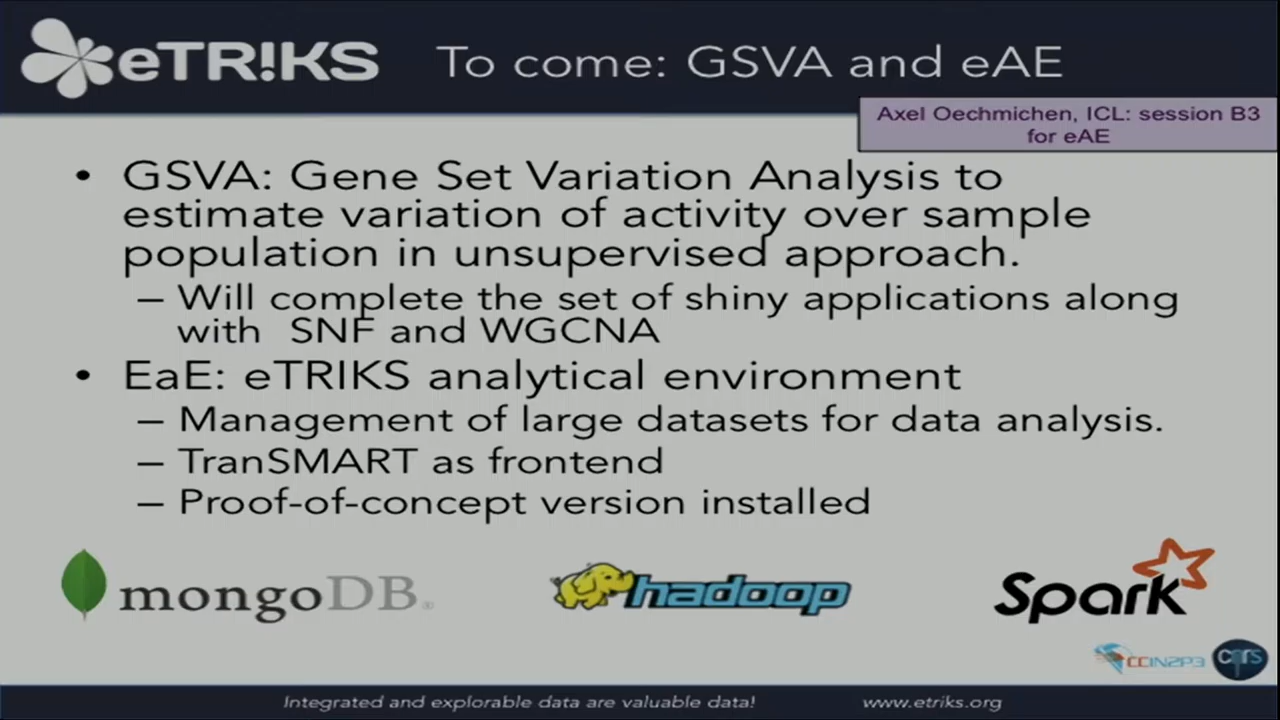 eTR!KS
To come: GSVA and eAE
Axel Oechmichen, ICL: session B3
for eAE
• GSVA: Gene Set Variation Analysis to
estimate variation of activity over sample
population in unsupervised approach.
– Will complete the set of shiny applications along
with SNF and WGCNA
• EaE: eTRIKS analytical environment
– Management of large datasets for data analysis.
– TranSMART as frontend
– Proof-of-concept version installed
mongoDB®
hadoop
Spark
CCIN2P3
cnrs
Integrated and explorable data are valuable data!
www.etriks.org